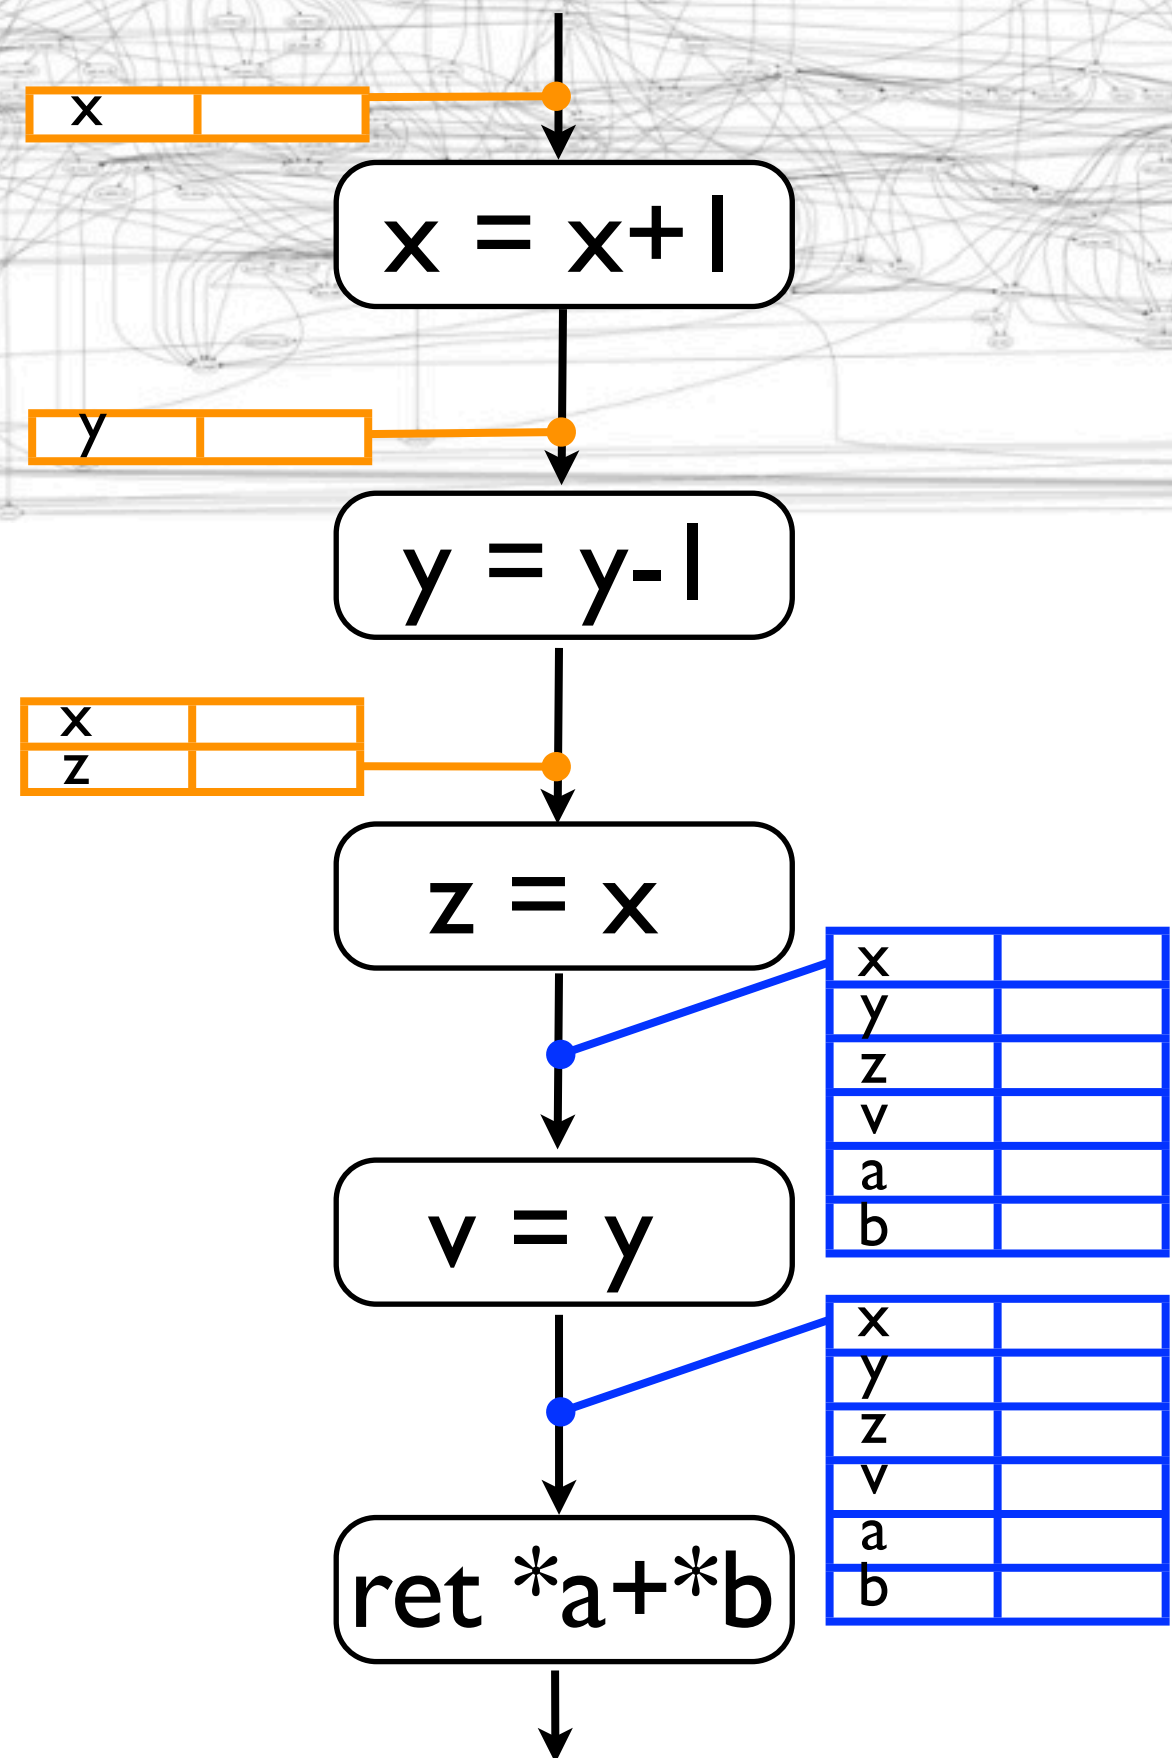 x
x = x+1
y
y = y-1
x
z
z = x
x
y
z
v
a
b
v = y
x
y
z
v
a
b
ret *a+*b